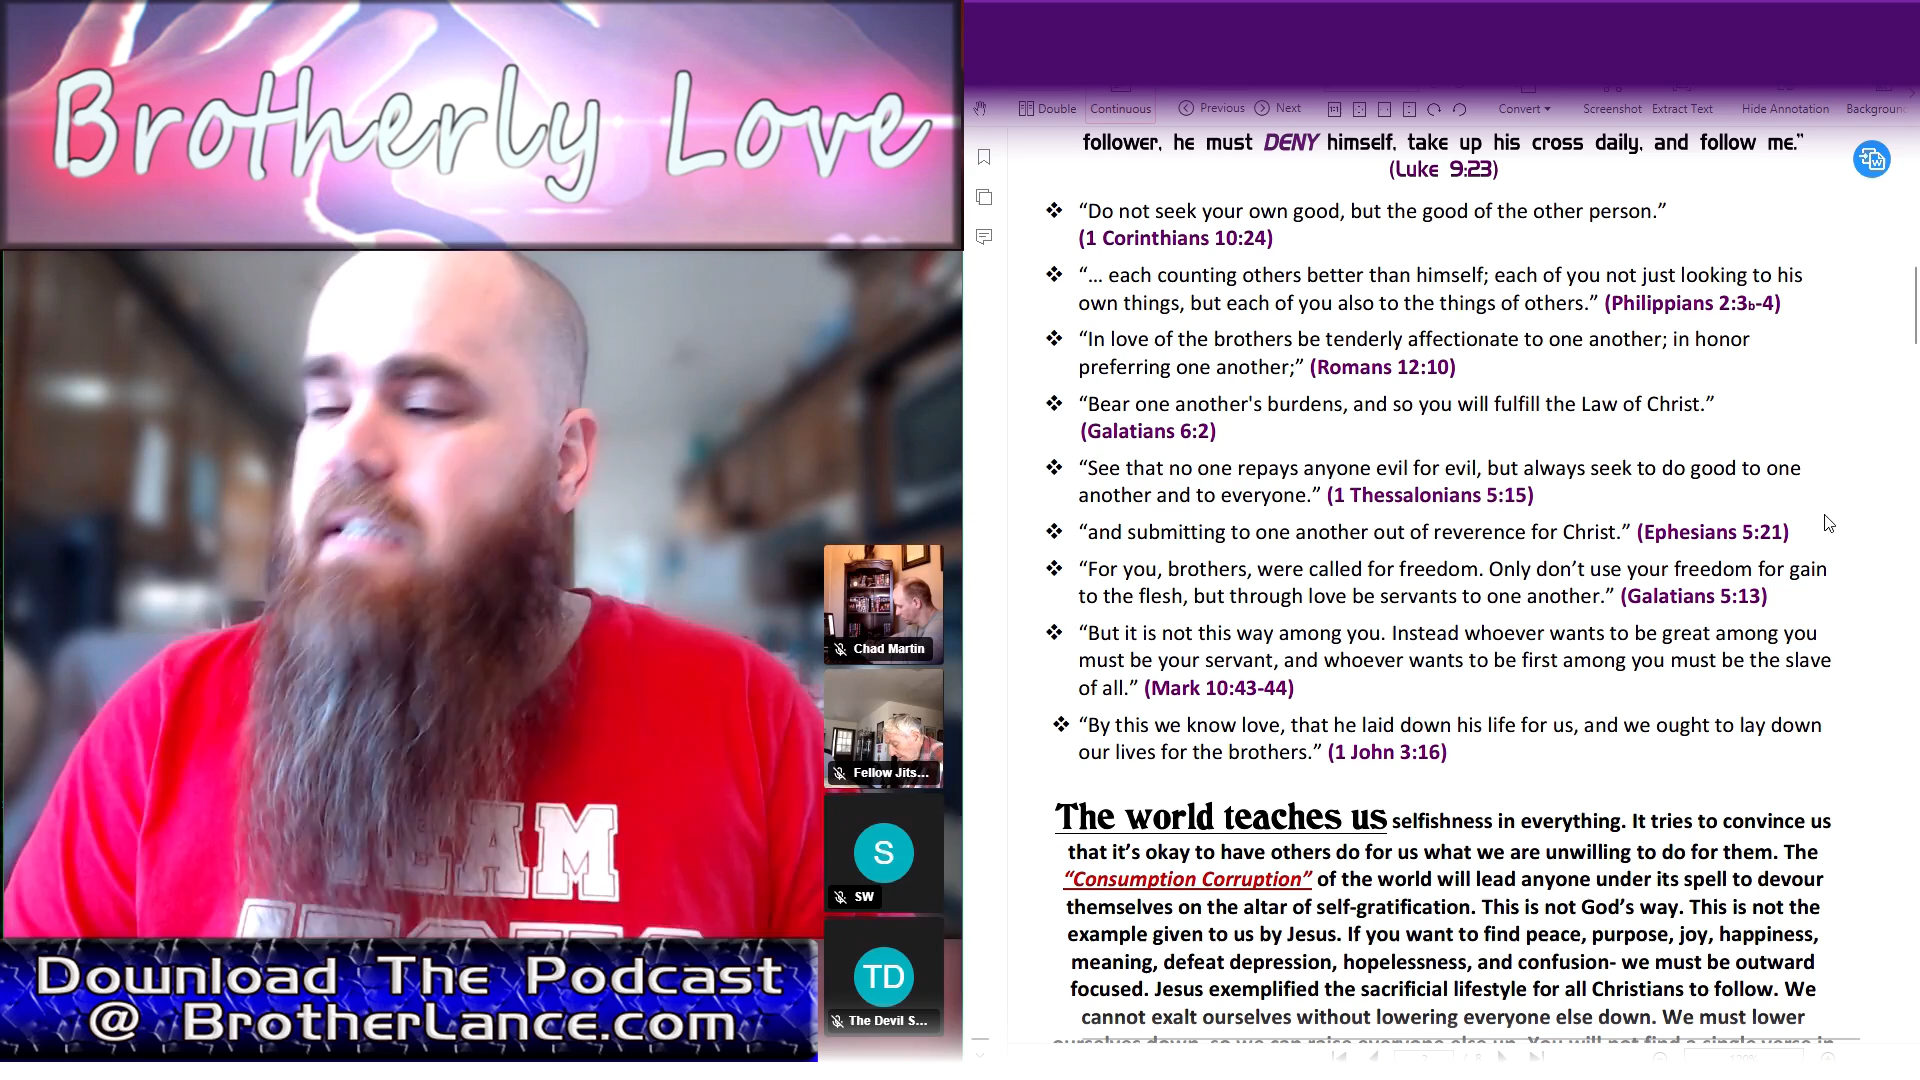 Brotherly Love
Double
Continuous
Previous
Next
Convert
Screenshot
Extract Text
Hide Annotation
Background
follower, he must DENY himself, take up his cross daily, and follow me.”
(Luke 9:23)
❖ “Do not seek your own good, but the good of the other person.”
(1 Corinthians 10:24)
❖ “… each counting others better than himself; each of you not just looking to his
own things, but each of you also to the things of others.” (Philippians 2:3b-4)
❖ “In love of the brothers be tenderly affectionate to one another; in honor
preferring one another;” (Romans 12:10)
❖ “Bear one another's burdens, and so you will fulfill the Law of Christ.”
(Galatians 6:2)
❖ “See that no one repays anyone evil for evil, but always seek to do good to one
another and to everyone.” (1 Thessalonians 5:15)
❖ “and submitting to one another out of reverence for Christ.” (Ephesians 5:21)
❖ “For you, brothers, were called for freedom. Only don’t use your freedom for gain
to the flesh, but through love be servants to one another.” (Galatians 5:13)
❖ “But it is not this way among you. Instead whoever wants to be great among you
must be your servant, and whoever wants to be first among you must be the slave
of all.” (Mark 10:43-44)
❖ “By this we know love, that he laid down his life for us, and we ought to lay down
our lives for the brothers.” (1 John 3:16)
The world teaches us selfishness in everything. It tries to convince us
that it’s okay to have others do for us what we are unwilling to do for them. The
“Consumption Corruption” of the world will lead anyone under its spell to devour
themselves on the altar of self-gratification. This is not God’s way. This is not the
example given to us by Jesus. If you want to find peace, purpose, joy, happiness,
meaning, defeat depression, hopelessness, and confusion- we must be outward
focused. Jesus exemplified the sacrificial lifestyle for all Christians to follow. We
cannot exalt ourselves without lowering everyone else down. We must lower
ourselves down, so we can raise everyone else up. You will not find a single verse in
Chad Martin
Fellow Jits...
S
SW
TD
The Devil S...
TEAM
Download The Podcast
@ BrotherLance.com